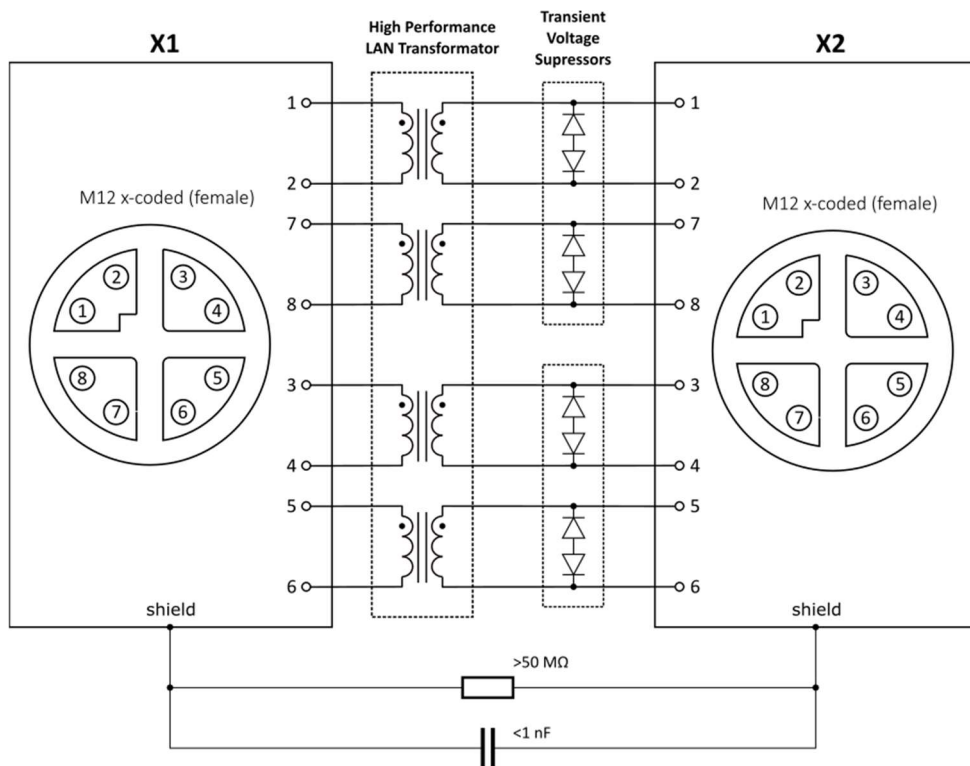 X1
High Performance
LAN Transformator
Transient
Voltage
Supressors
X2
M12 x-coded (female)
1
2
3
4
5
6
7
8
1
2
7
8
3
4
5
6
shield
1
2
7
8
3
4
5
6
M12 x-coded (female)
1
2
3
4
5
6
7
8
shield
>50 MΩ
<1 nF